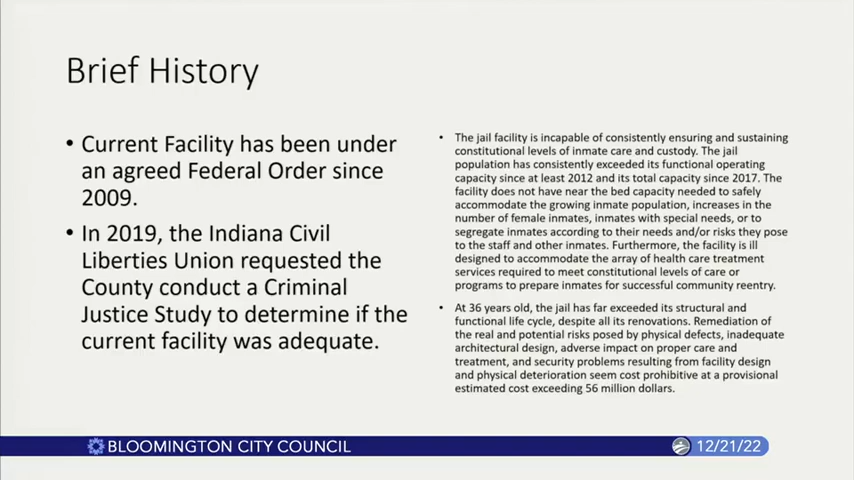 Brief History
• Current Facility has been under
an agreed Federal Order since
2009.
• In 2019, the Indiana Civil
Liberties Union requested the
County conduct a Criminal
Justice Study to determine if the
current facility was adequate.
• The jail facility is incapable of consistently ensuring and sustaining
constitutional levels of inmate care and custody. The jail
population has consistently exceeded its functional operating
capacity since at least 2012 and its total capacity since 2017. The
facility does not have near the bed capacity needed to safely
accommodate the growing inmate population, increases in the
number of female inmates, inmates with special needs, or to
segregate inmates according to their needs and/or risks they pose
to the staff and other inmates. Furthermore, the facility is ill
designed to accommodate the array of health care treatment
services required to meet constitutional levels of care or
programs to prepare inmates for successful community reentry.
• At 36 years old, the jail has far exceeded its structural and
functional life cycle, despite all its renovations. Remediation of
the real and potential risks posed by physical defects, inadequate
architectural design, adverse impact on proper care and
treatment, and security problems resulting from facility design
and physical deterioration seem cost prohibitive at a provisional
estimated cost exceeding 56 million dollars.
BLOOMINGTON CITY COUNCIL
12/21/22